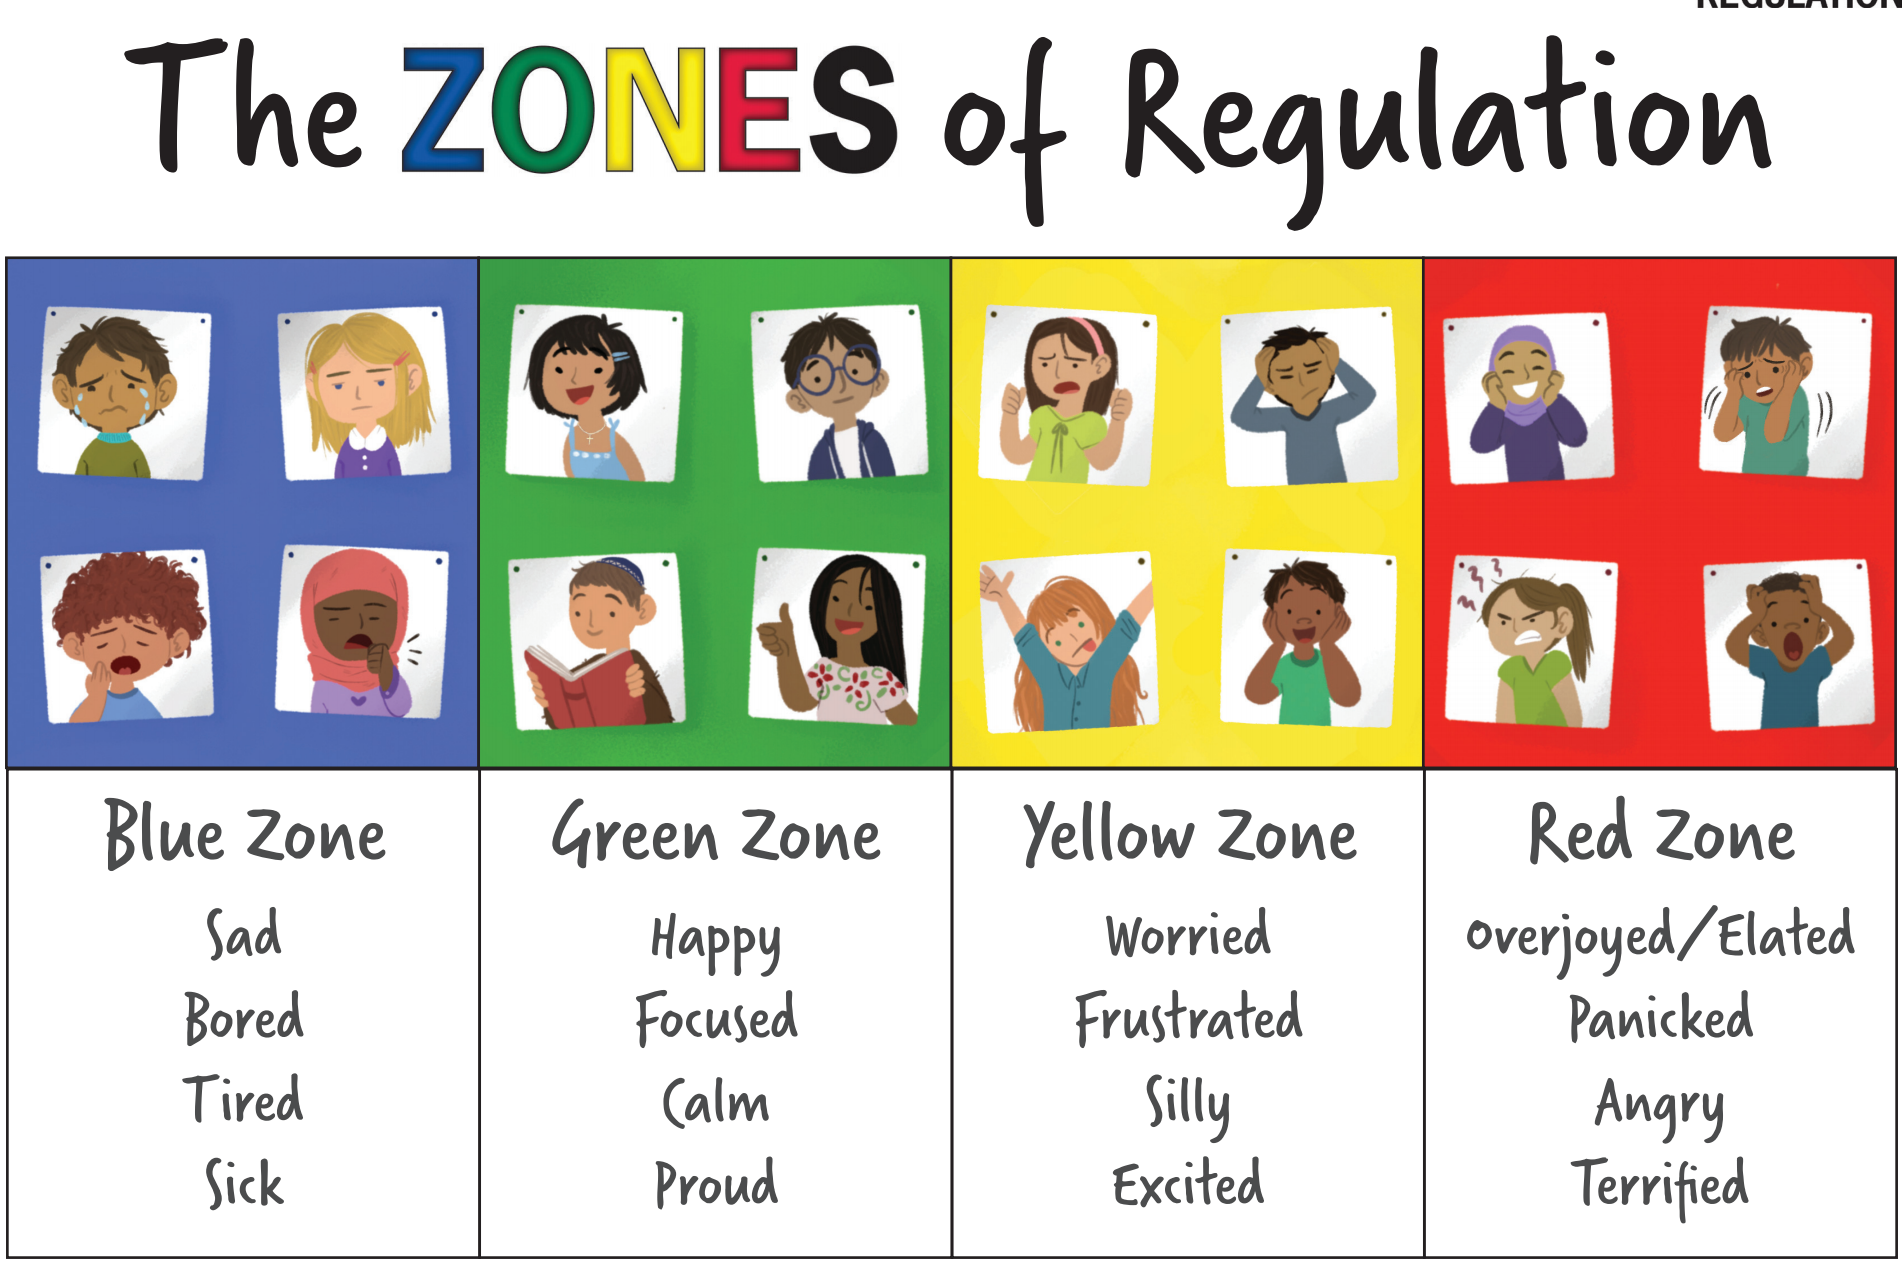 REGULATION
The ZONES of Regulation
Blue Zone
Sad
Bored
Tired
Sick
Green Zone
Happy
Focused
Calm
Proud
Yellow Zone
Worried
Frustrated
Silly
Excited
Red Zone
Overjoyed/Elated
Panicked
Angry
Terrified